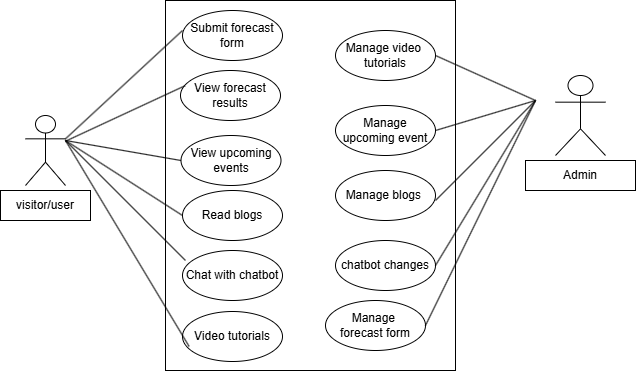 Submit forecast
form
View forecast
results
View upcoming
events
Read blogs
Chat with chatbot
Video tutorials
Manage video
tutorials
Manage
upcoming event
Manage blogs
chatbot changes
Manage
forecast form
visitor/user
Admin